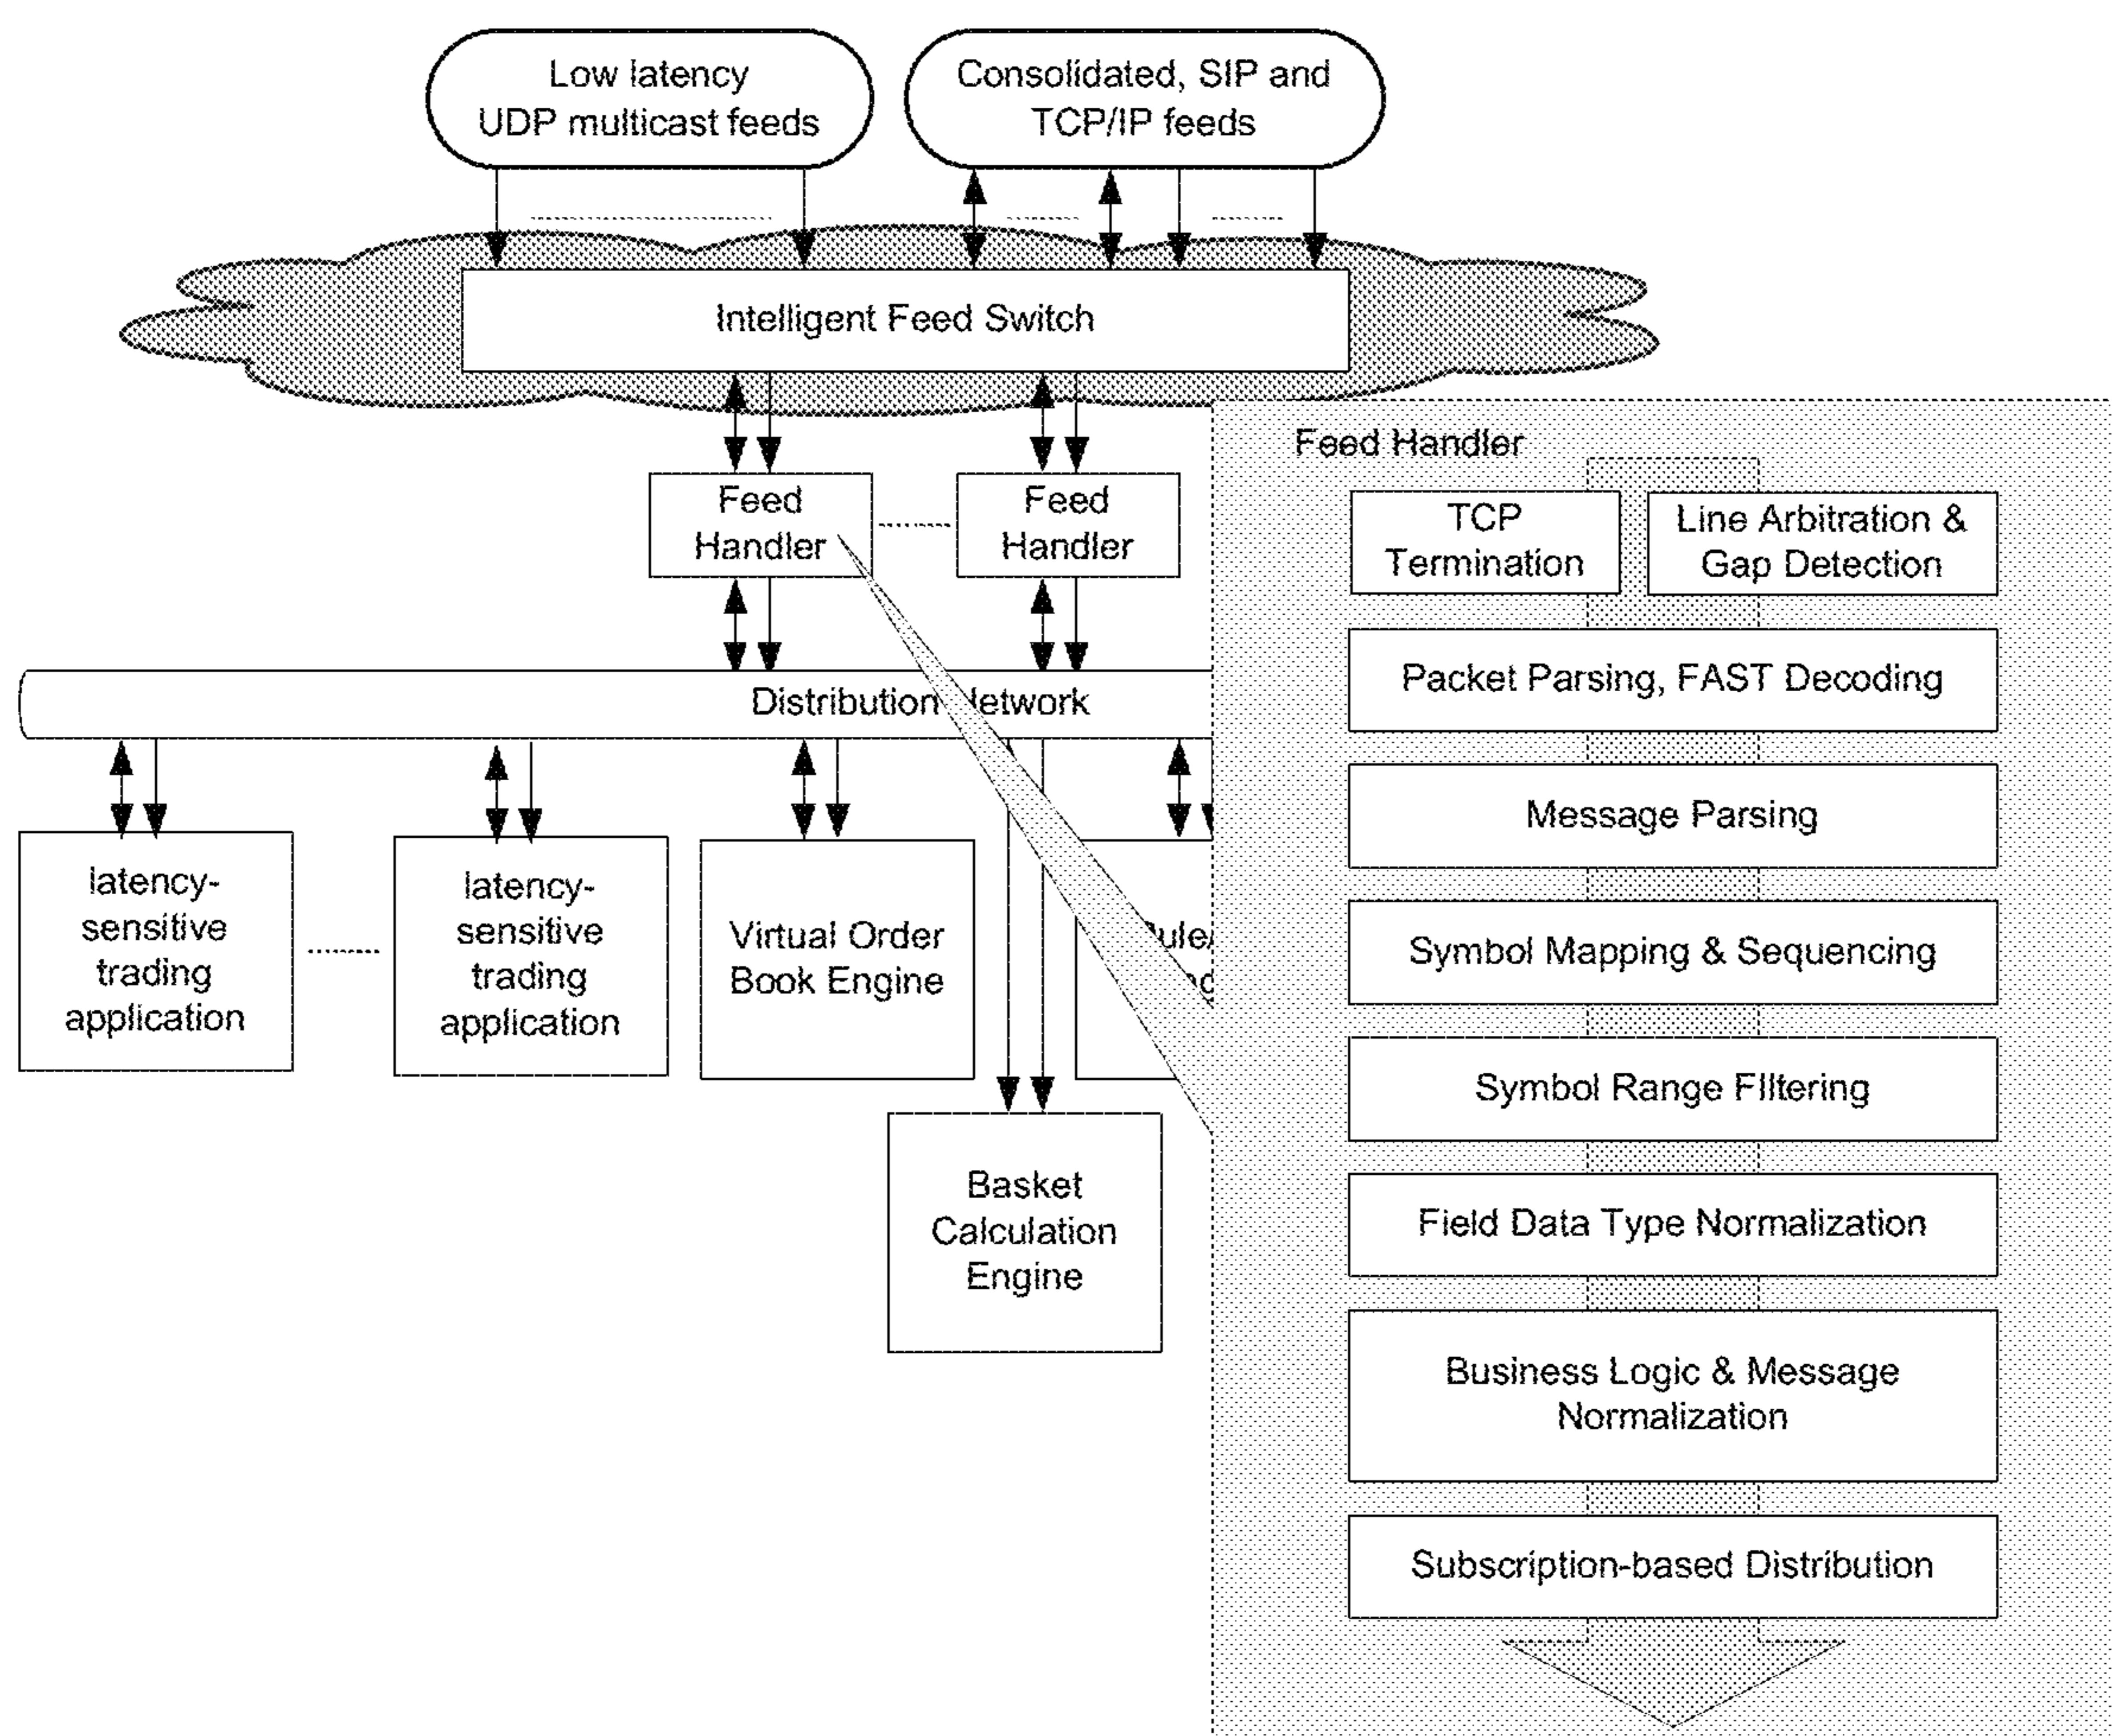 Low latency
UDP multicast feeds
Consolidated, SIP and
TCP/IP feeds
Intelligent Feed Switch
Feed
Handler
Feed
Handler
Distribution
latency-
sensitive
trading
application
latency-
sensitive
trading
application
Virtual Order
Book Engine
Basket
Calculation
Engine
Feed Handler
TCP
Termination
Line Arbitration &
Gap Detection
Packet Parsing, FAST Decoding
Message Parsing
Symbol Mapping & Sequencing
Symbol Range FIltering
Field Data Type Normalization
Business Logic & Message
Normalization
Subscription-based Distribution